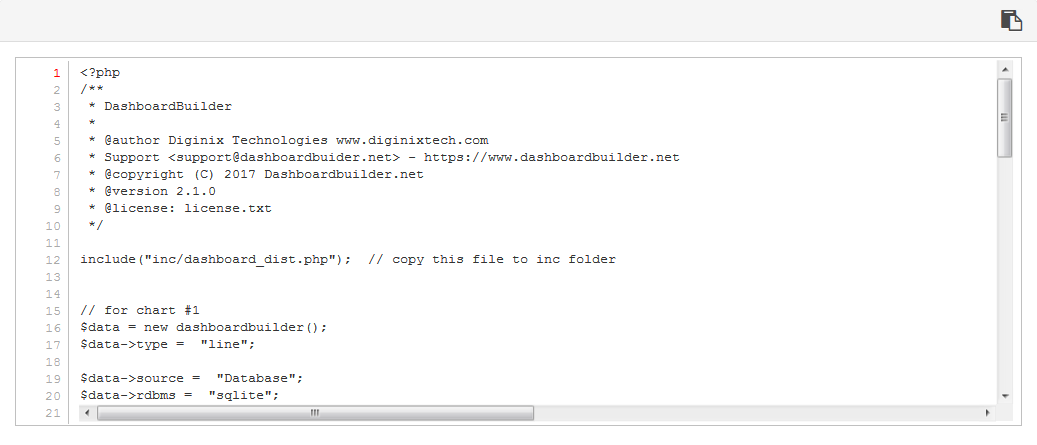 1 <?php
2 /**
3  * DashboardBuilder
4  *
5  * @author Diginix Technologies www.diginixtech.com
6  * Support <support@dashboardbuider.net> - https://www.dashboardbuilder.net
7  * @copyright (C) 2017 Dashboardbuilder.net
8  * @version 2.1.0
9  * @license: license.txt
10  */
11
12 include("inc/dashboard_dist.php");  // copy this file to inc folder
13
14
15 // for chart #1
16 $data = new dashboardbuilder();
17 $data->type =  "line";
18
19 $data->source =  "Database";
20 $data->rdbms =  "sqlite";
21